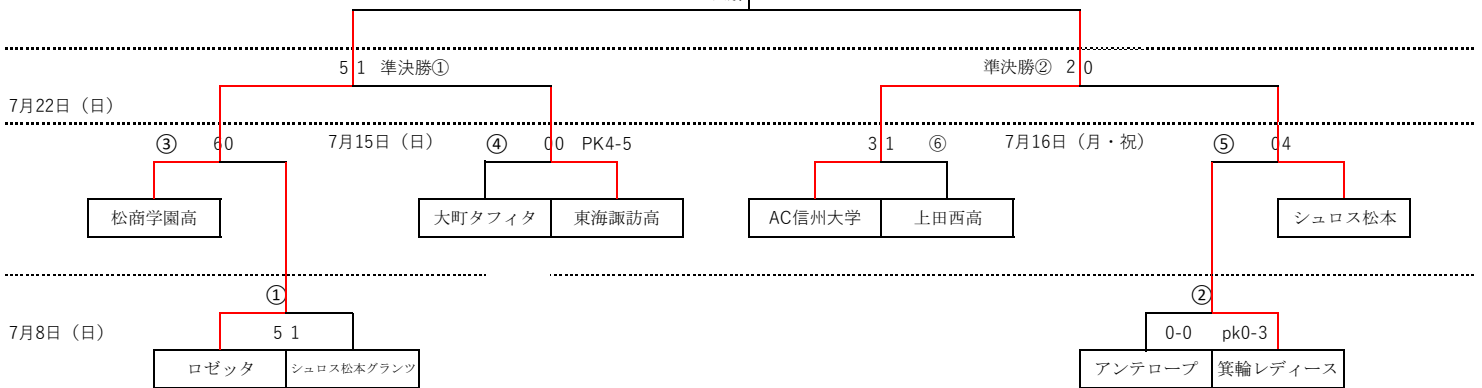 5 1 準決勝①
準決勝② 2 0
7月22日（日）
③ 6 0
7月15日（日）
④ 0 0 PK4-5
3 1 ⑥
7月16日（月・祝）
⑤ 0 4
松商学園高
大町タフィタ
東海諏訪高
AC信州大学
上田西高
シュロス松本
①
②
7月8日（日）
5 1
0-0 pk0-3
ロゼッタ
シュロス松本グランツ
アンテロープ
箕輪レディース